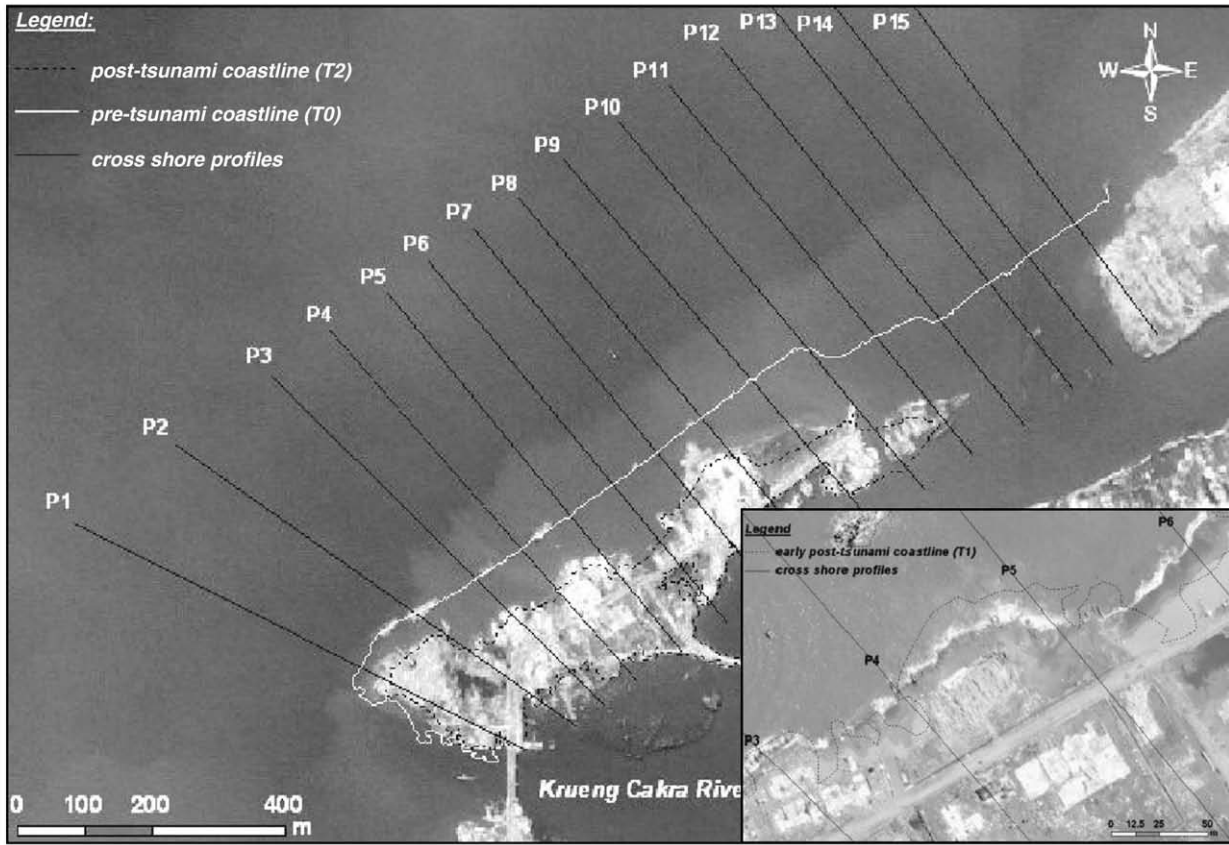 Legend:
post-tsunami coastline (T2)
pre-tsunami coastline (T0)
cross shore profiles
P15
P14
P13
P12
P11
P10
P9
P8
P7
P6
P5
P4
P3
P2
P1
N
W E
S
Krueng Cakra Rive
0 100 200 400
m
Legend
early post-tsunami coastline (T1)
cross shore profiles
P6
P5
P4
P3
0 12,5 25 50
m